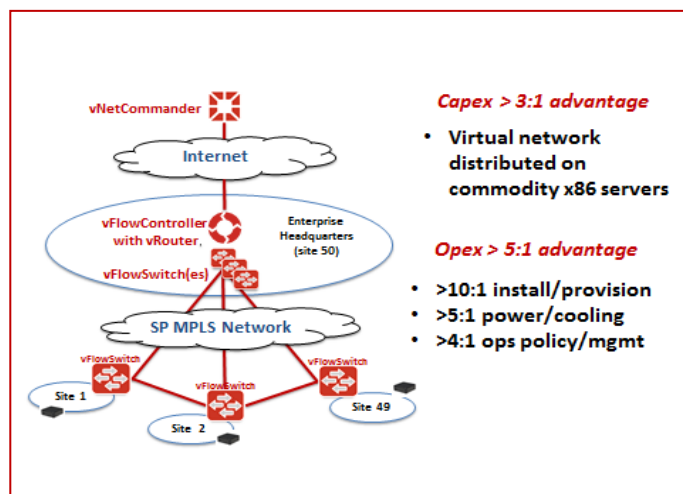 vNetCommander
Internet
vFlowController
with vRouter,
Enterprise
Headquarters
(site 50)
vFlowSwitch(es)
SP MPLS Network
vFlowSwitch
vFlowSwitch
vFlowSwitch
Site 1
Site 2
Site 49
Capex > 3:1 advantage
• Virtual network
distributed on
commodity x86 servers
Opex > 5:1 advantage
• >10:1 install/provision
• >5:1 power/cooling
• >4:1 ops policy/mgmt